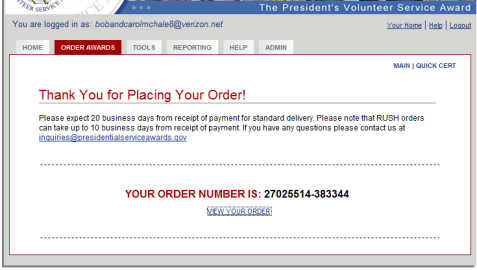 TEER SERVICE
The President's Volunteer Service Award
You are logged in as: bobandcarolmchale8@verizon.net
Your Home | Help | Logout
HOME ORDER AWARDS TOOLS REPORTING HELP ADMIN
MAIN | QUICK CERT
Thank You for Placing Your Order!
Please expect 20 business days from receipt of payment for standard delivery. Please note that RUSH orders
can take up to 10 business days from receipt of payment. If you have any questions please contact us at
inquiries@presidentialserviceawards.gov
YOUR ORDER NUMBER IS: 27025514-383344
VIEW YOUR ORDER